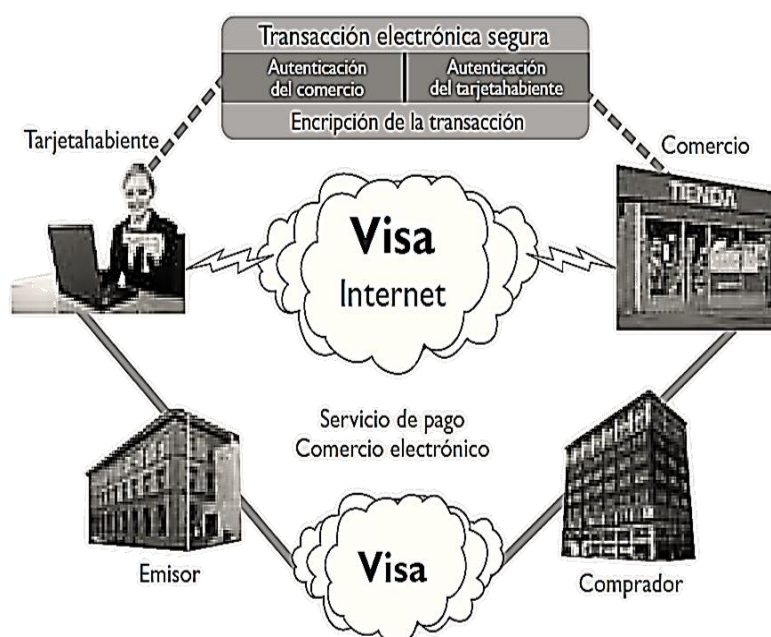 Transacción electrónica segura
Autenticación
del comercio
Autenticación
del tarjetahabiente
Encripción de la transacción
Tarjetahabiente
Comercio
TIENDA
Visa
Internet
Servicio de pago
Comercio electrónico
Emisor
Visa
Comprador